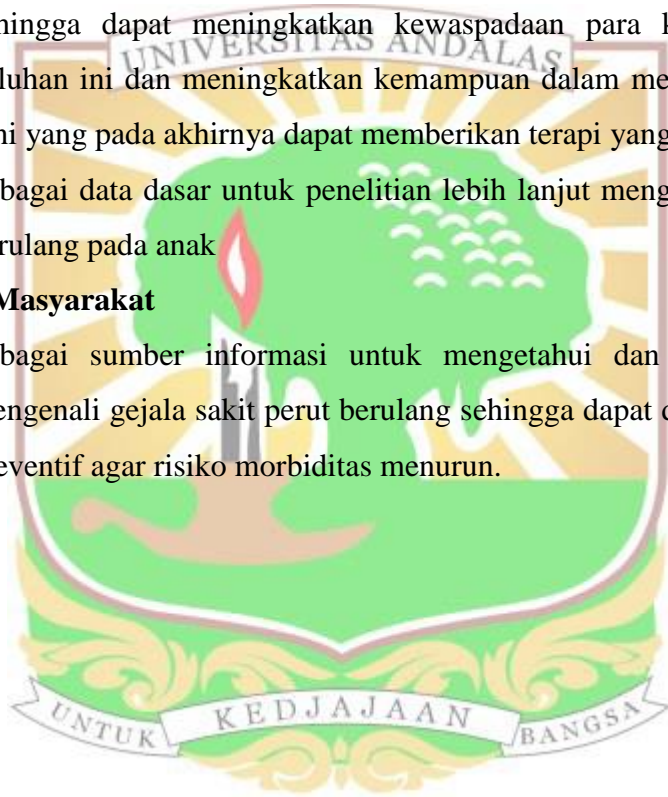 hingga dapat meningkatkan kewaspadaan para
UNIVERSITAS ANDALAS
luhan ini dan meningkatkan kemampuan dalam me
ni yang pada akhirnya dapat memberikan terapi yang
bagai data dasar untuk penelitian lebih lanjut meng
rulang pada anak
Masyarakat
bagai sumber informasi untuk mengetahui dan
engenali gejala sakit perut berulang sehingga dapat
eventif agar risiko morbiditas menurun.
UNTUK KEDJAJAAN BANGSA